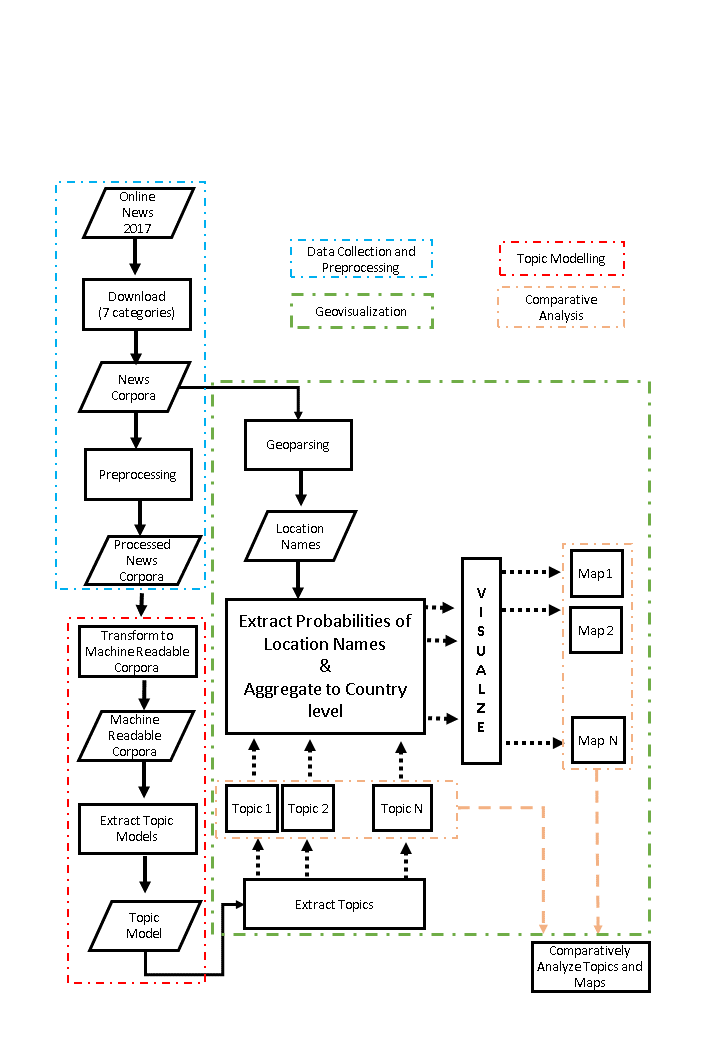 Online
News
2017
Download
(7 categories)
News
Corpora
Preprocessing
Processed
News
Corpora
Data Collection and
Preprocessing
Topic Modelling
Geovisualization
Comparative
Analysis
Geoparsing
Location
Names
Extract Probabilities of
Location Names
&
Aggregate to Country
level
V
I
S
U
A
L
Z
E
Map 1
Map 2
Map N
Transform to
Machine Readable
Corpora
Machine
Readable
Corpora
Extract Topic
Models
Topic
Model
Topic 1
Topic 2
Topic N
Extract Topics
Comparatively
Analyze Topics and
Maps